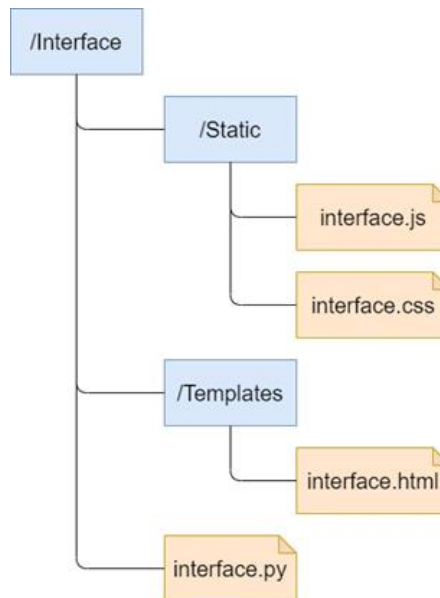 /Interface
/Static
interface.js
interface.css
/Templates
interface.html
interface.py